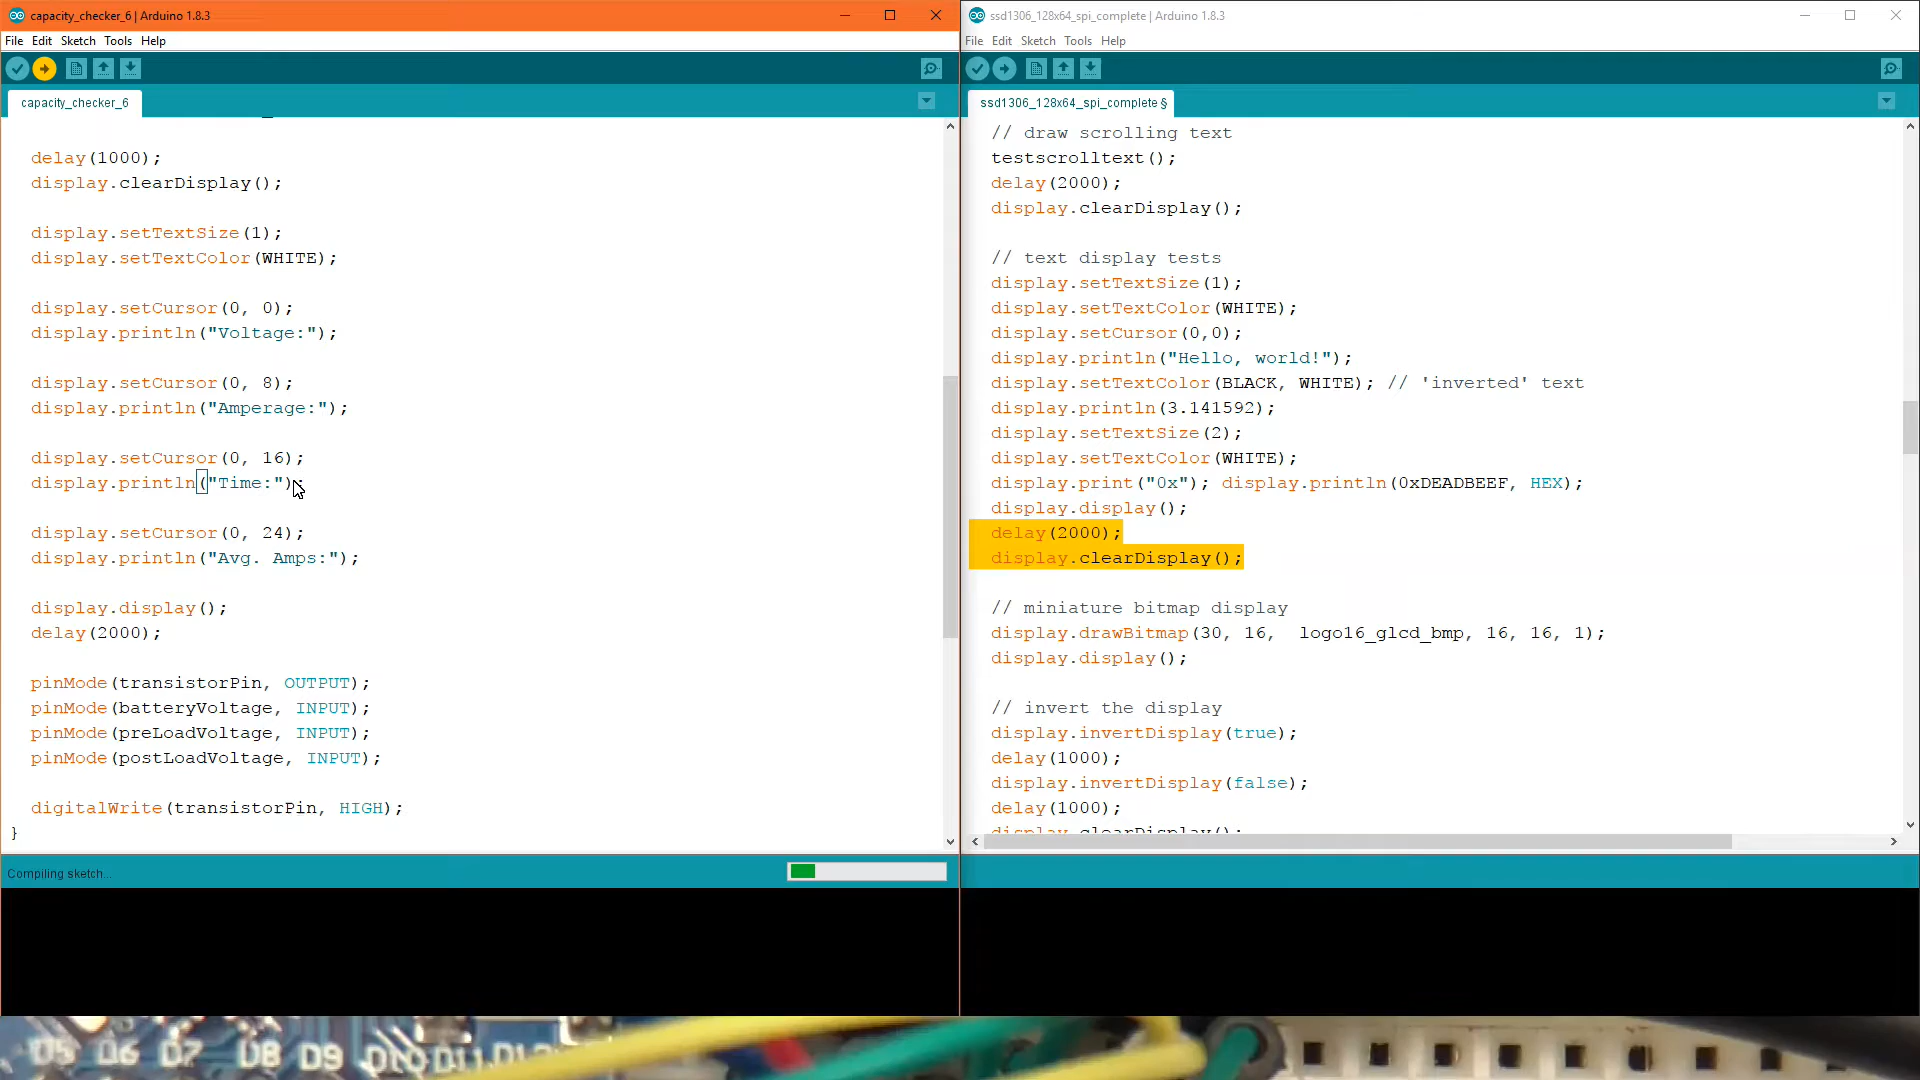 capacity_checker_6 | Arduino 1.8.3
File Edit Sketch Tools Help
capacity_checker_6
delay(1000);
display.clearDisplay();
display.setTextSize(1);
display.setTextColor(WHITE);
display.setCursor(0, 0);
display.println("Voltage:");
display.setCursor(0, 8);
display.println("Amperage:");
display.setCursor(0, 16);
display.println("Time:");
display.setCursor(0, 24);
display.println("Avg. Amps:");
display.display();
delay(2000);
pinMode(transistorPin, OUTPUT);
pinMode(batteryVoltage, INPUT);
pinMode(preLoadVoltage, INPUT);
pinMode(postLoadVoltage, INPUT);
digitalWrite(transistorPin, HIGH);
}
Compiling sketch...
ssd1306_128x64_spi_complete | Arduino 1.8.3
File Edit Sketch Tools Help
ssd1306_128x64_spi_complete §
// draw scrolling text
testscrolltext();
delay(2000);
display.clearDisplay();
// text display tests
display.setTextSize(1);
display.setTextColor(WHITE);
display.setCursor(0,0);
display.println("Hello, world!");
display.setTextColor(BLACK, WHITE); // 'inverted' text
display.println(3.141592);
display.setTextSize(2);
display.setTextColor(WHITE);
display.print("0x"); display.println(0xDEADBEEF, HEX);
display.display();
delay(2000);
display.clearDisplay();
// miniature bitmap display
display.drawBitmap(30, 16,  logo16_glcd_bmp, 16, 16, 1);
display.display();
// invert the display
display.invertDisplay(true);
delay(1000);
display.invertDisplay(false);
delay(1000);
display.clearDisplay();
D5 D6 D7 D8 D9 D10 D11 D12